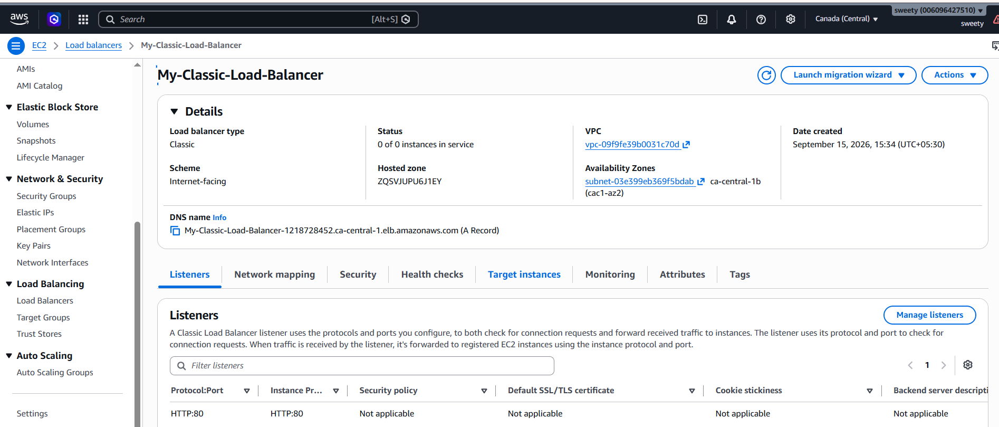 aws
Search
[Alt+S]
Canada (Central)
sweety (006096427510)
sweety
EC2
Load balancers
My-Classic-Load-Balancer
AMIs
AMI Catalog
Elastic Block Store
Volumes
Snapshots
Lifecycle Manager
Network & Security
Security Groups
Elastic IPs
Placement Groups
Key Pairs
Network Interfaces
Load Balancing
Load Balancers
Target Groups
Trust Stores
Auto Scaling
Auto Scaling Groups
Settings
My-Classic-Load-Balancer
Launch migration wizard
Actions
Details
Load balancer type
Classic
Status
0 of 0 instances in service
VPC
vpc-09f9fe39b0031c70d
Date created
September 15, 2026, 15:34 (UTC+05:30)
Scheme
Internet-facing
Hosted zone
ZQSVJUPU6J1EY
Availability Zones
subnet-03e399eb369f5bdab ca-central-1b
(cac1-az2)
DNS name Info
My-Classic-Load-Balancer-1218728452.ca-central-1.elb.amazonaws.com (A Record)
Listeners
Network mapping
Security
Health checks
Target instances
Monitoring
Attributes
Tags
Listeners
Manage listeners
A Classic Load Balancer listener uses the protocols and ports you configure, to both check for connection requests and forward received traffic to instances. The listener uses its protocol and port to check for
connection requests. When traffic is received by the listener, it's forwarded to registered EC2 instances using the instance protocol and port.
Filter listeners
1
Protocol:Port
Instance Pr...
Security policy
Default SSL/TLS certificate
Cookie stickiness
Backend server descripti
HTTP:80
HTTP:80
Not applicable
Not applicable
Not applicable
Not applicable